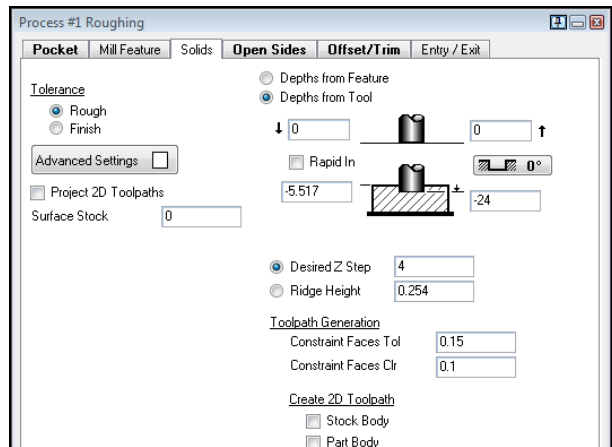 Process #1 Roughing
Pocket Mill Feature Solids Open Sides Offset/Trim Entry / Exit
Tolerance
Rough
Finish
Advanced Settings
Project 2D Toolpaths
Surface Stock 0
Depths from Feature
Depths from Tool
0 0
Rapid In 0°
-5.517 -24
Desired Z Step 4
Ridge Height 0.254
Toolpath Generation
Constraint Faces Tol 0.15
Constraint Faces Clr 0.1
Create 2D Toolpath
Stock Body
Part Body